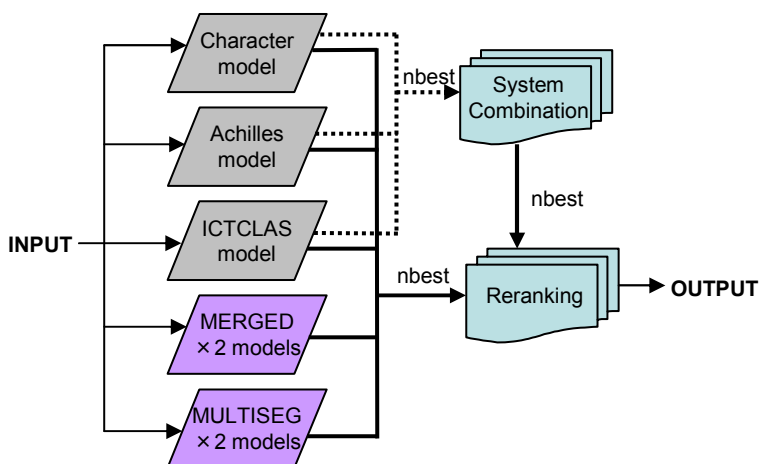 Character
model
Achilles
model
ICTCLAS
model
MERGED
×2 models
MULTISEG
×2 models
INPUT
nbest
System
Combination
nbest
nbest
Reranking
OUTPUT